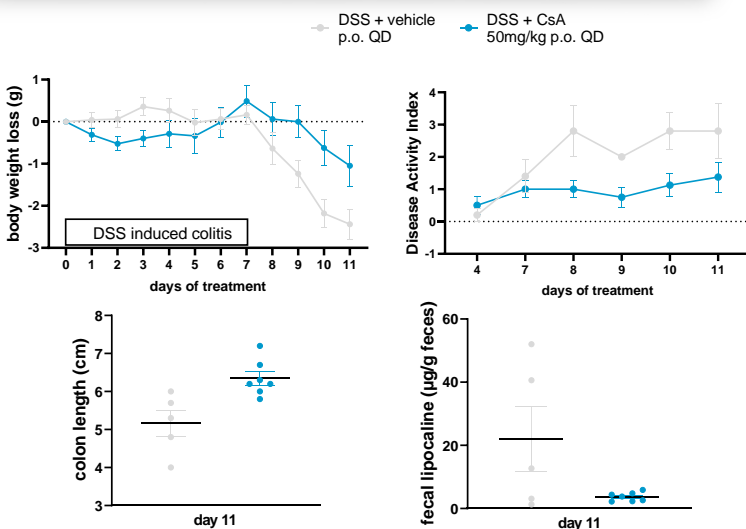 DSS + vehicle
p.o. QD
DSS + CsA
50mg/kg p.o. QD
body weight loss (g)
1
0
-1
-2
-3
DSS induced colitis
0 1 2 3 4 5 6 7 8 9 10 11
days of treatment
Disease Activity Index
4
3
2
1
0
-1
4 7 8 9 10 11
days of treatment
colon length (cm)
8
7
6
5
4
3
day 11
fecal lipocaline (µg/g feces)
60
40
20
0
day 11